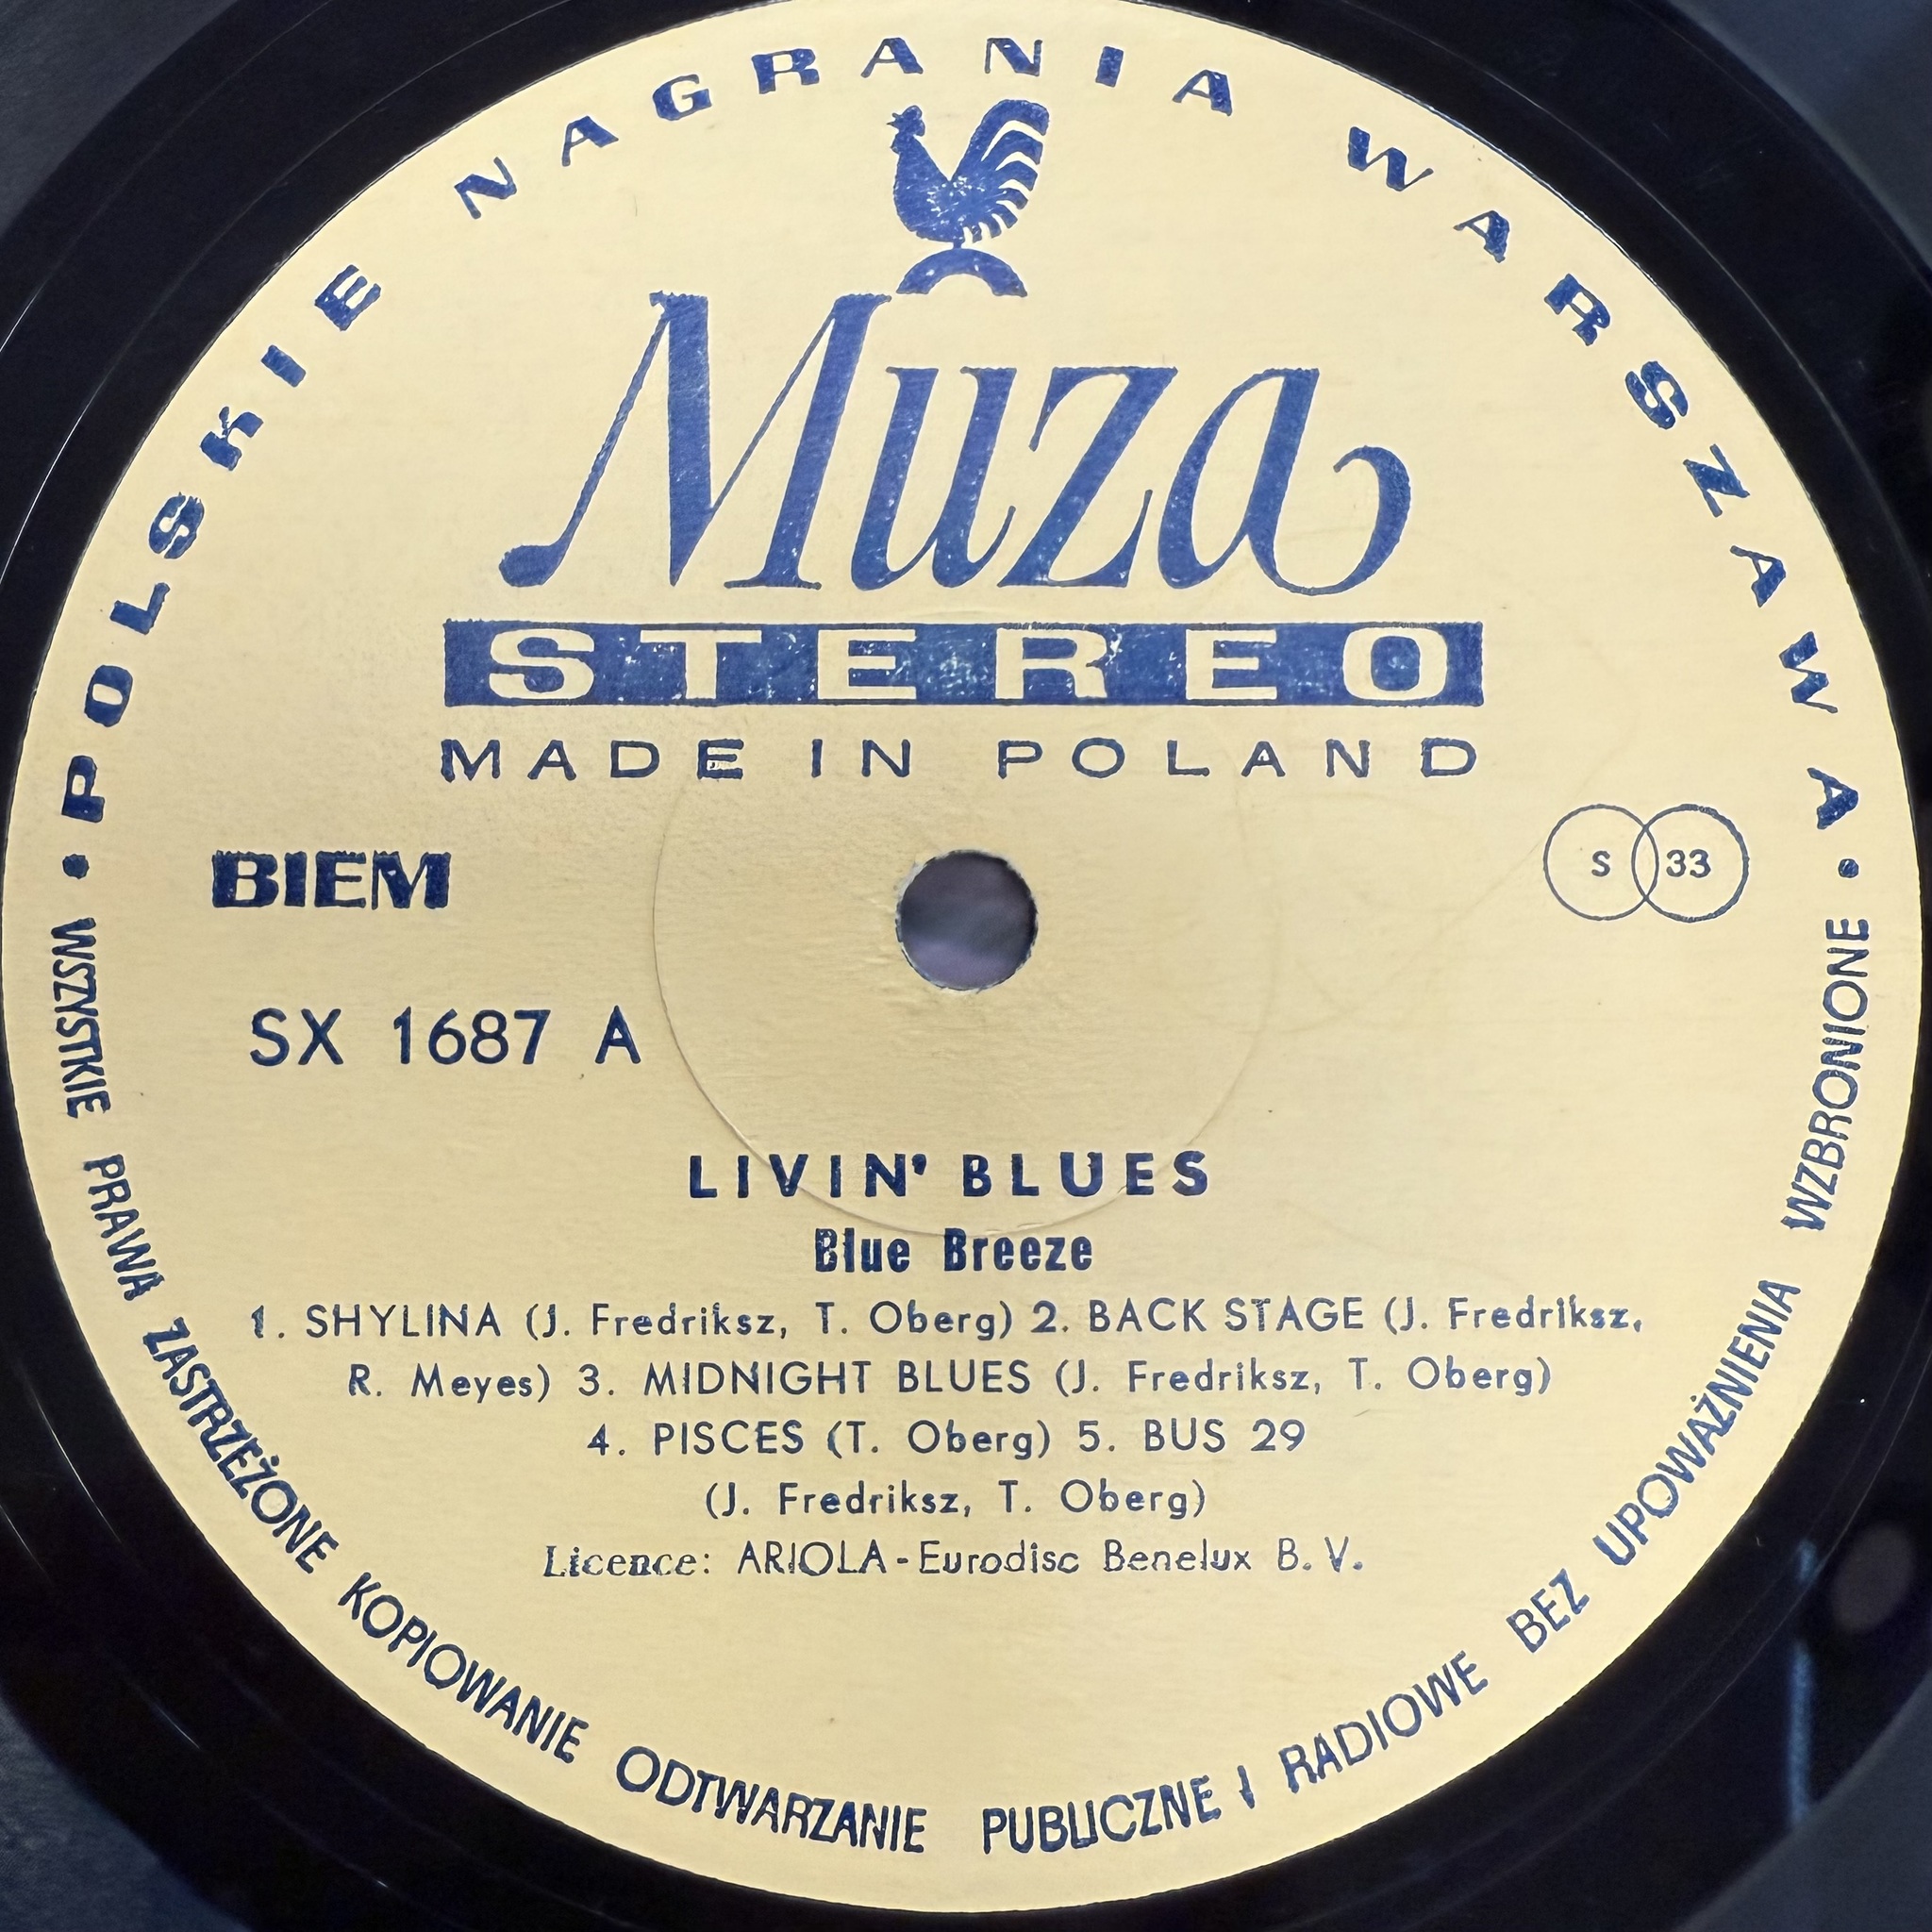 POLSKIE NAGRANIA WARSZAWA
Muza
STEREO
MADE IN POLAND
BIEM
S 33
SX 1687 A
LIVIN' BLUES
Blue Breeze
1. SHYLINA (J. Fredriksz, T. Oberg) 2. BACK STAGE (J. Fredriksz,
R. Meyes) 3. MIDNIGHT BLUES (J. Fredriksz, T. Oberg)
4. PISCES (T. Oberg) 5. BUS 29
(J. Fredriksz, T. Oberg)
Licence: ARIOLA-Eurodisc Benelux B. V.
• WSZYSTKIE PRAWA ZASTRZEŻONE KOPIOWANIE ODTWARZANIE PUBLICZNE I RADIOWE BEZ UPOWAŻNIENIA WZBRONIONE •